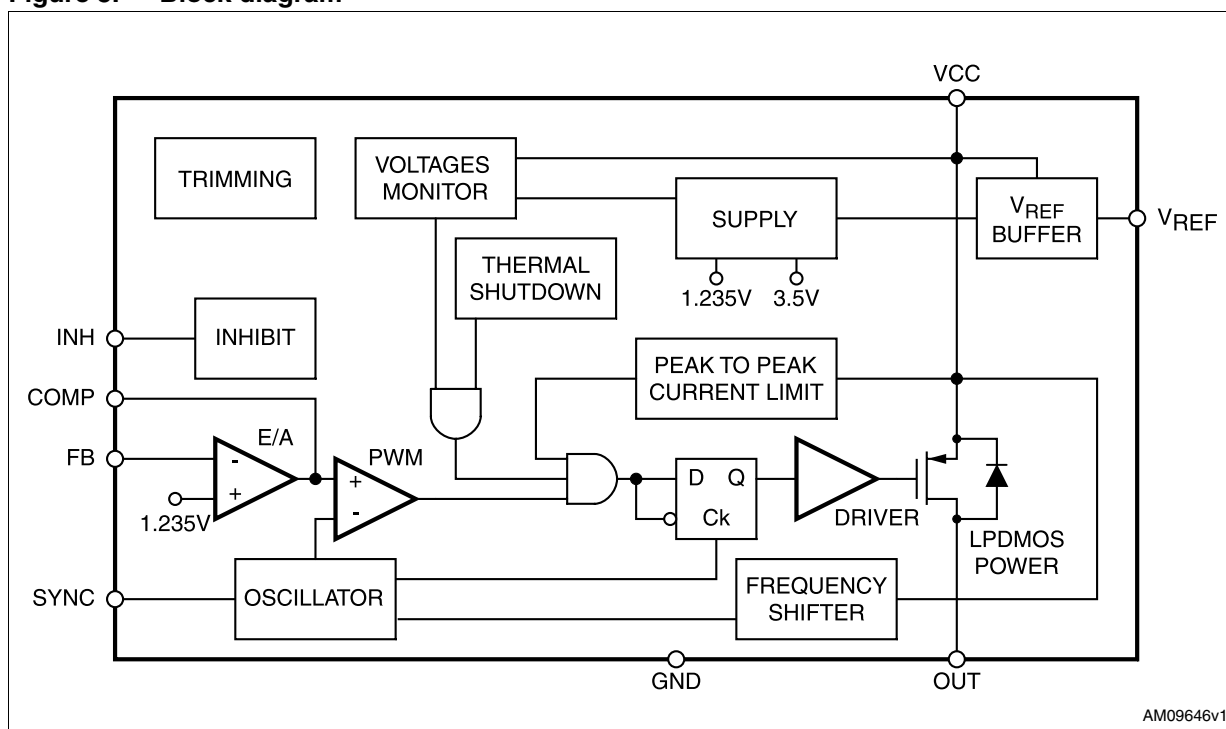 Figure Block diagram
VCC
TRIMMING
VOLTAGES
MONITOR
SUPPLY
VREF
BUFFER
VREF
THERMAL
SHUTDOWN
1.235V 3.5V
INH
INHIBIT
PEAK TO PEAK
CURRENT LIMIT
COMP
E/A
FB
-
+
1.235V
PWM
+
-
D Q
Ck
DRIVER
LPDMOS
POWER
SYNC
OSCILLATOR
FREQUENCY
SHIFTER
GND
OUT
AM09646v1